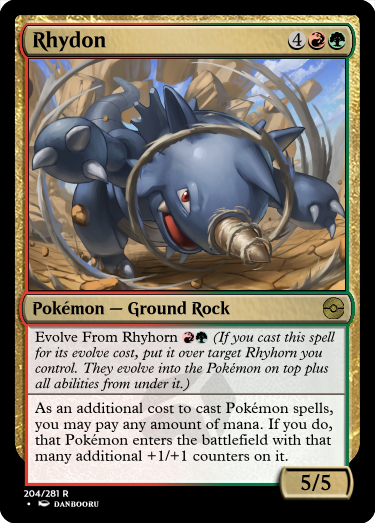 Rhydon 4
Pokémon — Ground Rock
Evolve From Rhyhorn (If you cast this spell
for its evolve cost, put it over target Rhyhorn you
control. They evolve into the Pokémon on top plus
all abilities from under it.)
As an additional cost to cast Pokémon spells,
you may pay any amount of mana. If you do,
that Pokémon enters the battlefield with that
many additional +1/+1 counters on it.
5/5
204/281 R
• DANBOORU